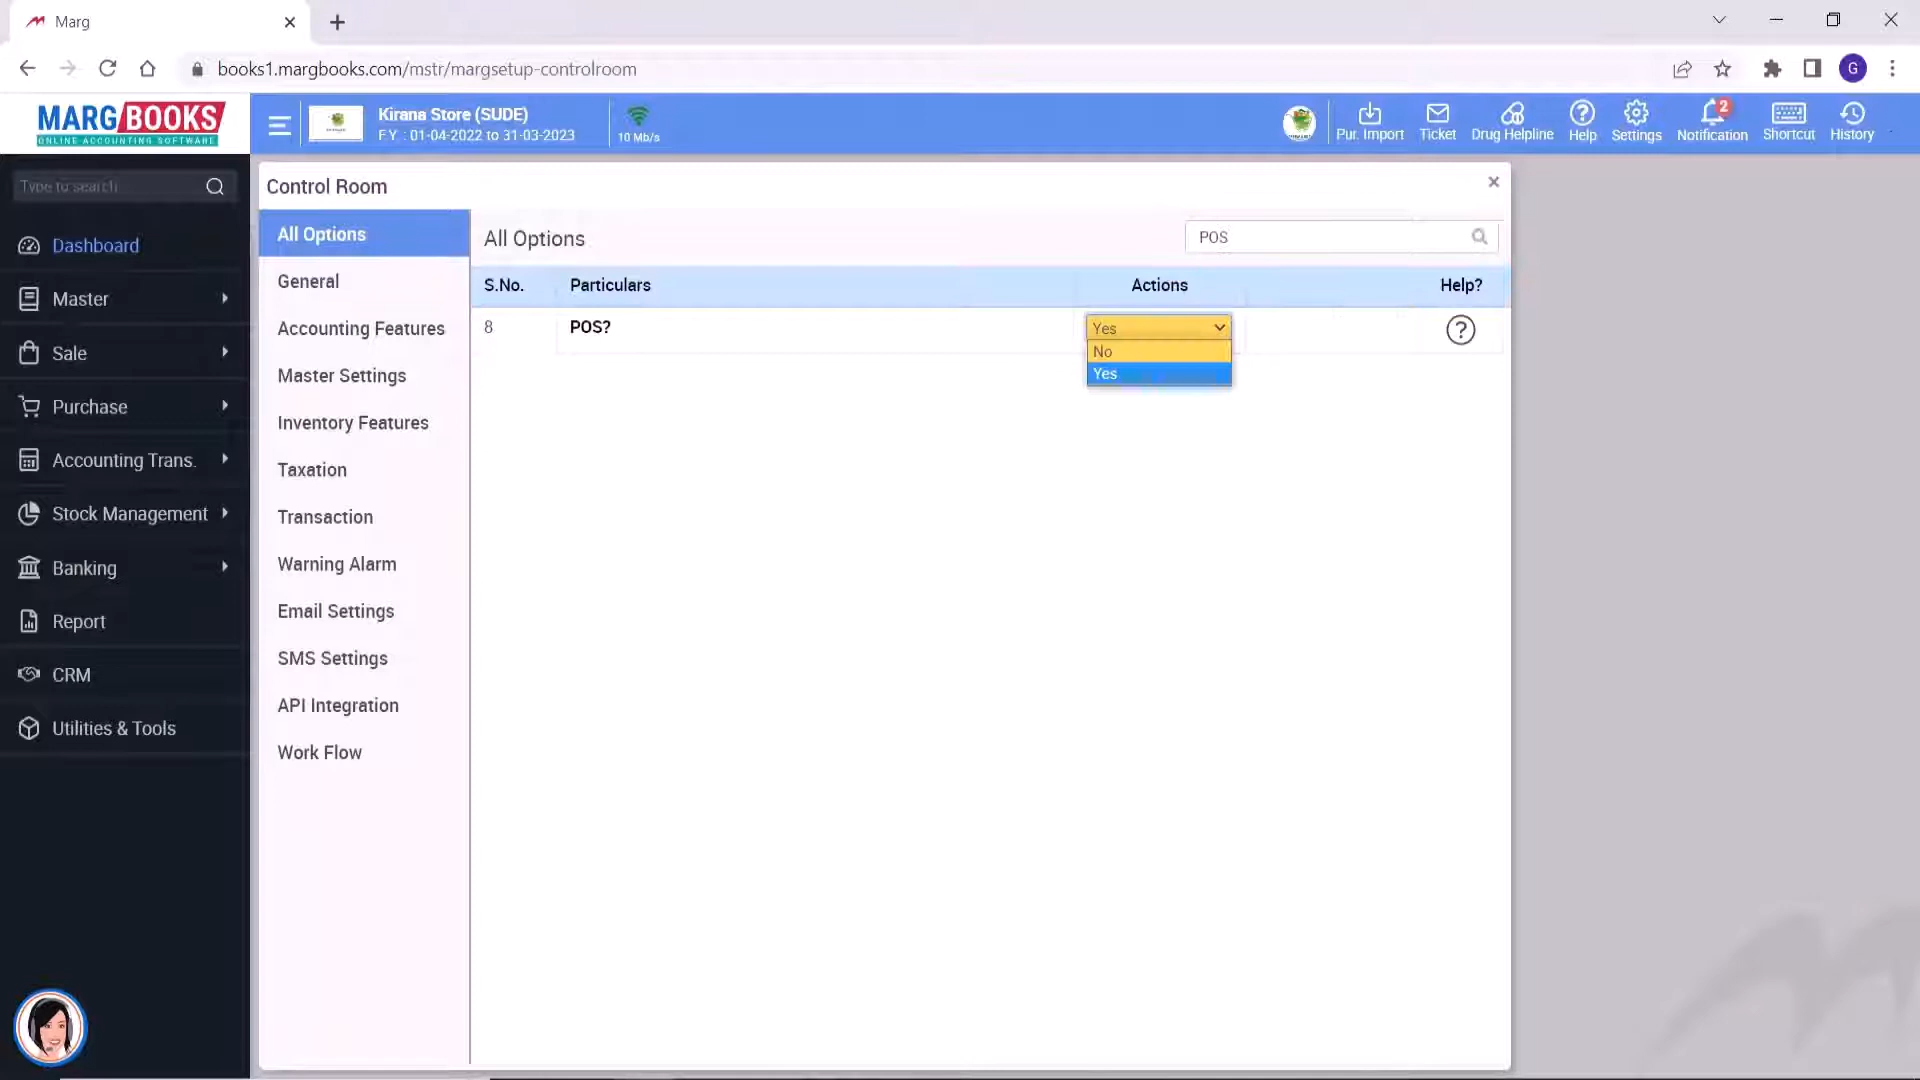 Marg
books1.margbooks.com/mstr/margsetup-controlroom
G
MARG BOOKS
ONLINE ACCOUNTING SOFTWARE
Kirana Store (SUDE)
F Y : 01-04-2022 to 31-03-2023
10 Mb/s
Pur. Import
Ticket
Drug Helpline
Help
Settings
2
Notification
Shortcut
History
Type to search
Dashboard
Master
Sale
Purchase
Accounting Trans.
Stock Management
Banking
Report
CRM
Utilities & Tools
Control Room
All Options
General
Accounting Features
Master Settings
Inventory Features
Taxation
Transaction
Warning Alarm
Email Settings
SMS Settings
API Integration
Work Flow
All Options
POS
S.No. Particulars Actions Help?
8 POS? Yes
No
Yes